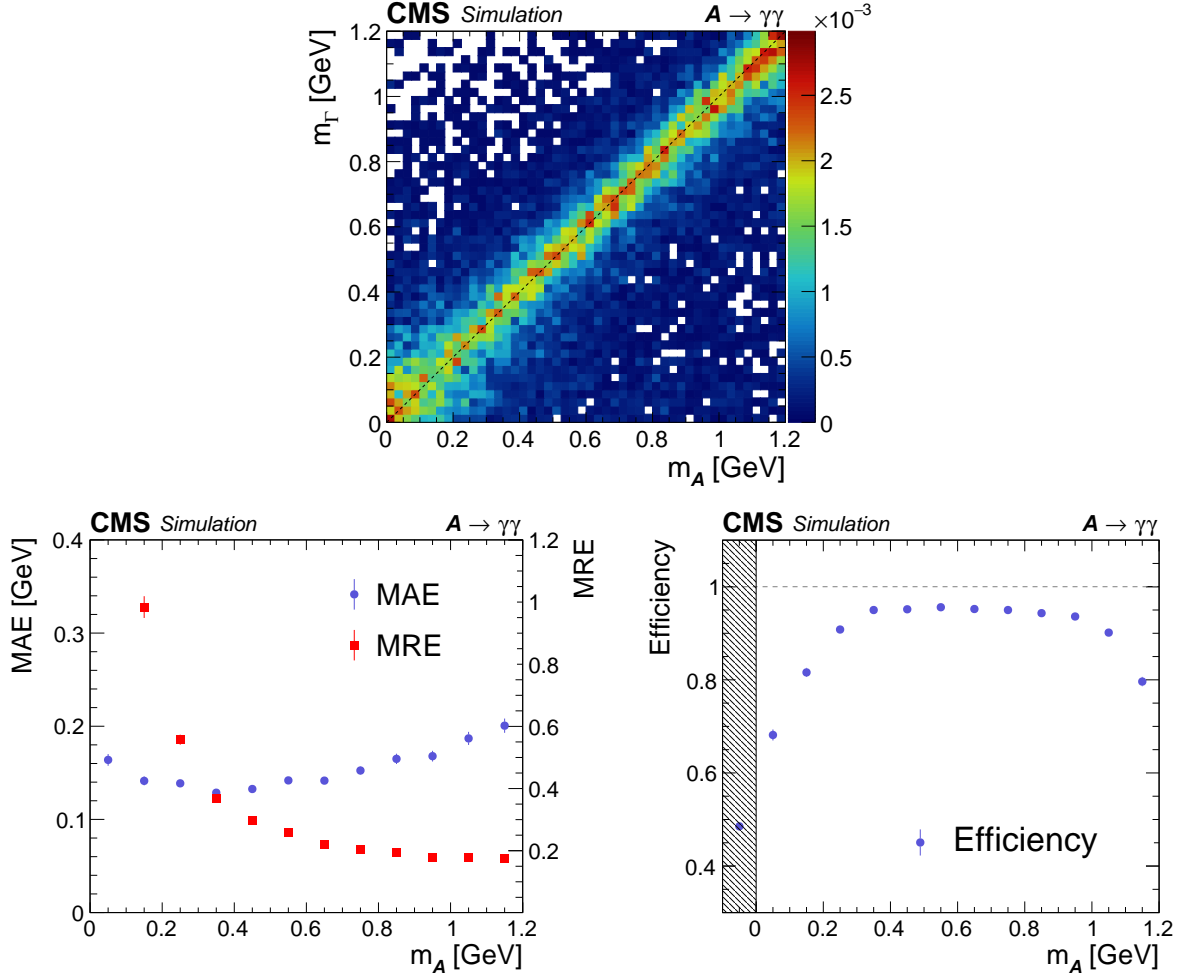 CMS Simulation A → γγ
×10⁻³
m_Γ [GeV]
1.2
1
0.8
0.6
0.4
0.2
0
0 0.2 0.4 0.6 0.8 1 1.2
m_A [GeV]
2.5
2
1.5
1
0.5
0
CMS Simulation A → γγ
MAE [GeV]
0.4
0.3
0.2
0.1
0
MAE
MRE
MRE
1.2
1
0.8
0.6
0.4
0.2
0
0 0.2 0.4 0.6 0.8 1 1.2
m_A [GeV]
CMS Simulation A → γγ
Efficiency
1
0.8
0.6
0.4
Efficiency
0 0.2 0.4 0.6 0.8 1 1.2
m_A [GeV]